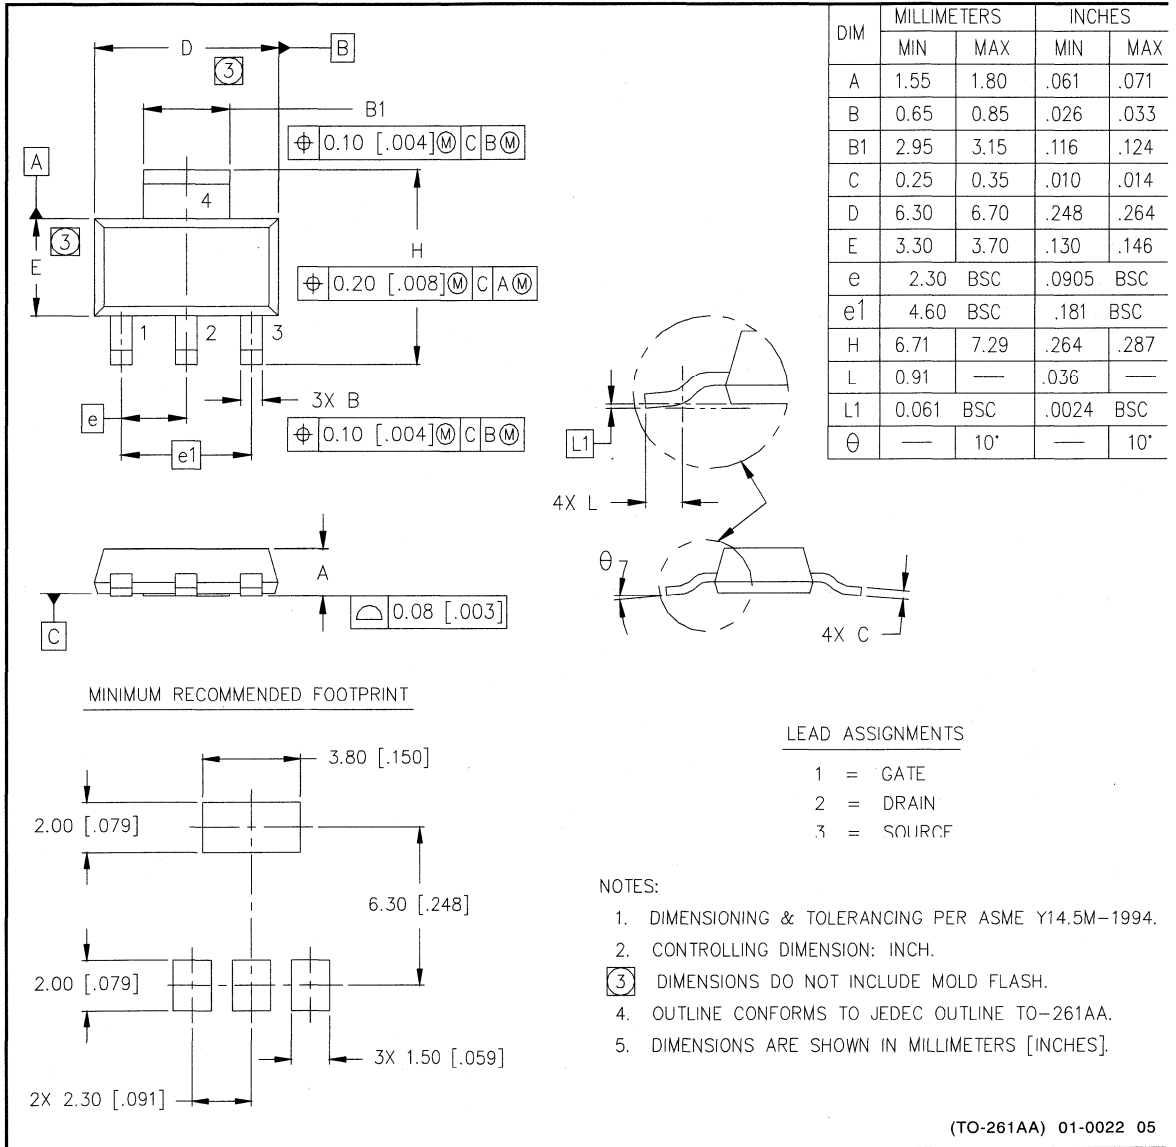 DIM MILLIMETERS INCHES
MIN MAX MIN MAX
A 1.55 1.80 .061 .071
B 0.65 0.85 .026 .033
B1 2.95 3.15 .116 .124
C 0.25 0.35 .010 .014
D 6.30 6.70 .248 .264
E 3.30 3.70 .130 .146
e 2.30 BSC .0905 BSC
e1 4.60 BSC .181 BSC
H 6.71 7.29 .264 .287
L 0.91 — .036 —
L1 0.061 BSC .0024 BSC
θ — 10° — 10°
D B
3
B1
⌖ 0.10 [.004]Ⓜ C BⓂ
A
4
3
E
H
⌖ 0.20 [.008]Ⓜ C AⓂ
1 2 3
3X B
e
⌖ 0.10 [.004]Ⓜ C BⓂ
e1
L1
4X L
A
⌓ 0.08 [.003]
C
θ
4X C
MINIMUM RECOMMENDED FOOTPRINT
3.80 [.150]
2.00 [.079]
6.30 [.248]
2.00 [.079]
3X 1.50 [.059]
2X 2.30 [.091]
LEAD ASSIGNMENTS
1 = GATE
2 = DRAIN
3 = SOURCE
NOTES:
1. DIMENSIONING & TOLERANCING PER ASME Y14.5M-1994.
2. CONTROLLING DIMENSION: INCH.
3 DIMENSIONS DO NOT INCLUDE MOLD FLASH.
4. OUTLINE CONFORMS TO JEDEC OUTLINE TO-261AA.
5. DIMENSIONS ARE SHOWN IN MILLIMETERS [INCHES].
(TO-261AA) 01-0022 05